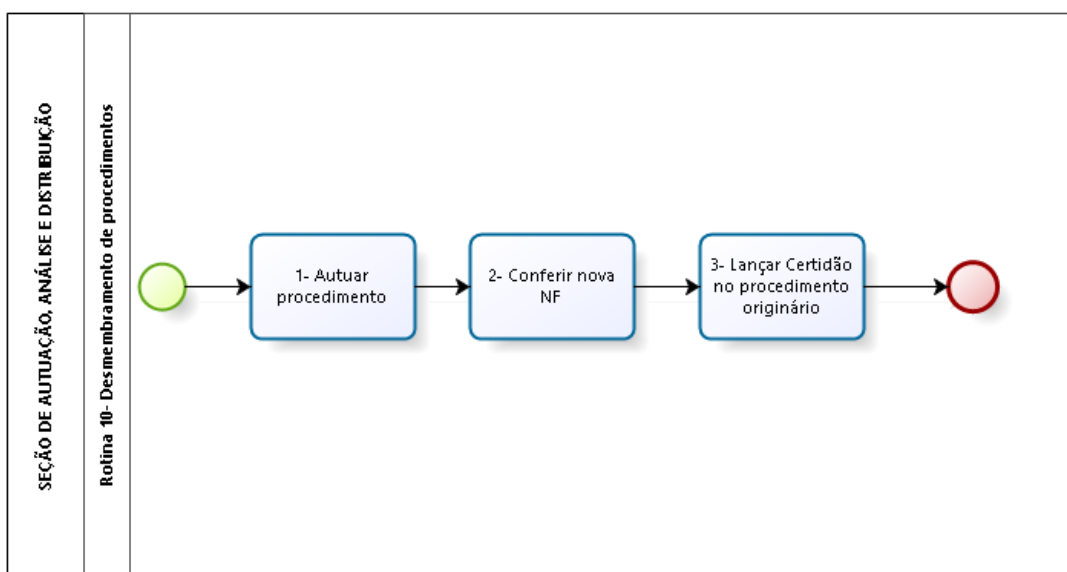 SEÇÃO DE AUTUAÇÃO, ANÁLISE E DISTRIBUIÇÃO
Rotina 10- Desmembramento de procedimentos
1- Autuar
procedimento
2- Conferir nova
NF
3- Lançar Certidão
no procedimento
originário